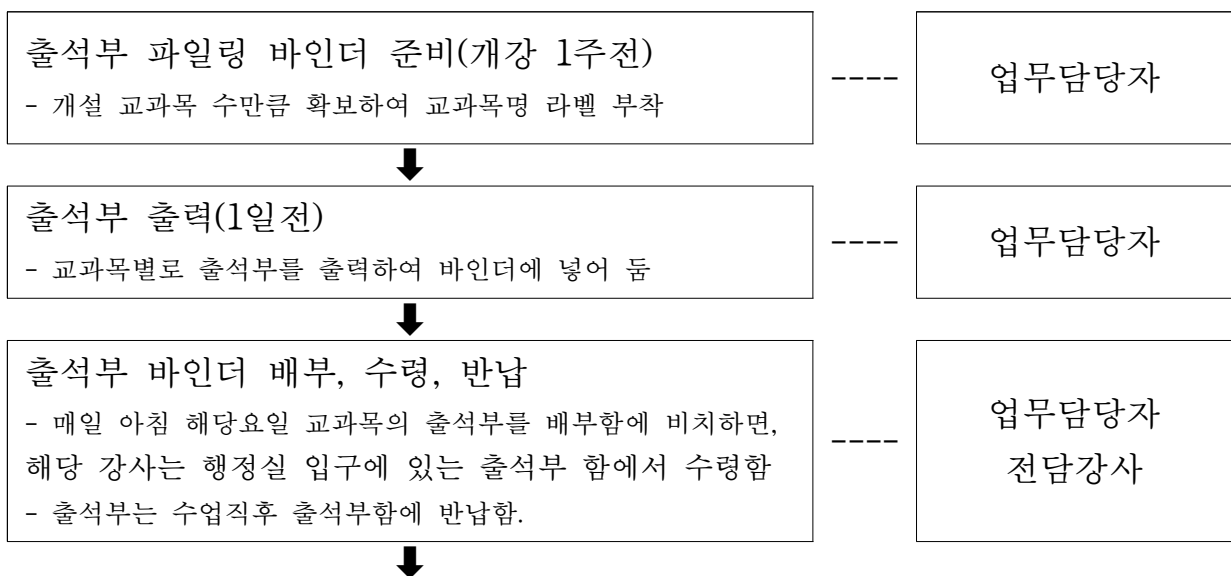 출석부 파일링 바인더 준비(개강 1주전)
- 개설 교과목 수만큼 확보하여 교과목명 라벨 부착
----
업무담당자
출석부 출력(1일전)
- 교과목별로 출석부를 출력하여 바인더에 넣어 둠
----
업무담당자
출석부 바인더 배부, 수령, 반납
- 매일 아침 해당요일 교과목의 출석부를 배부함에 비치하면,
해당 강사는 행정실 입구에 있는 출석부 함에서 수령함
- 출석부는 수업직후 출석부함에 반납함.
----
업무담당자
전담강사